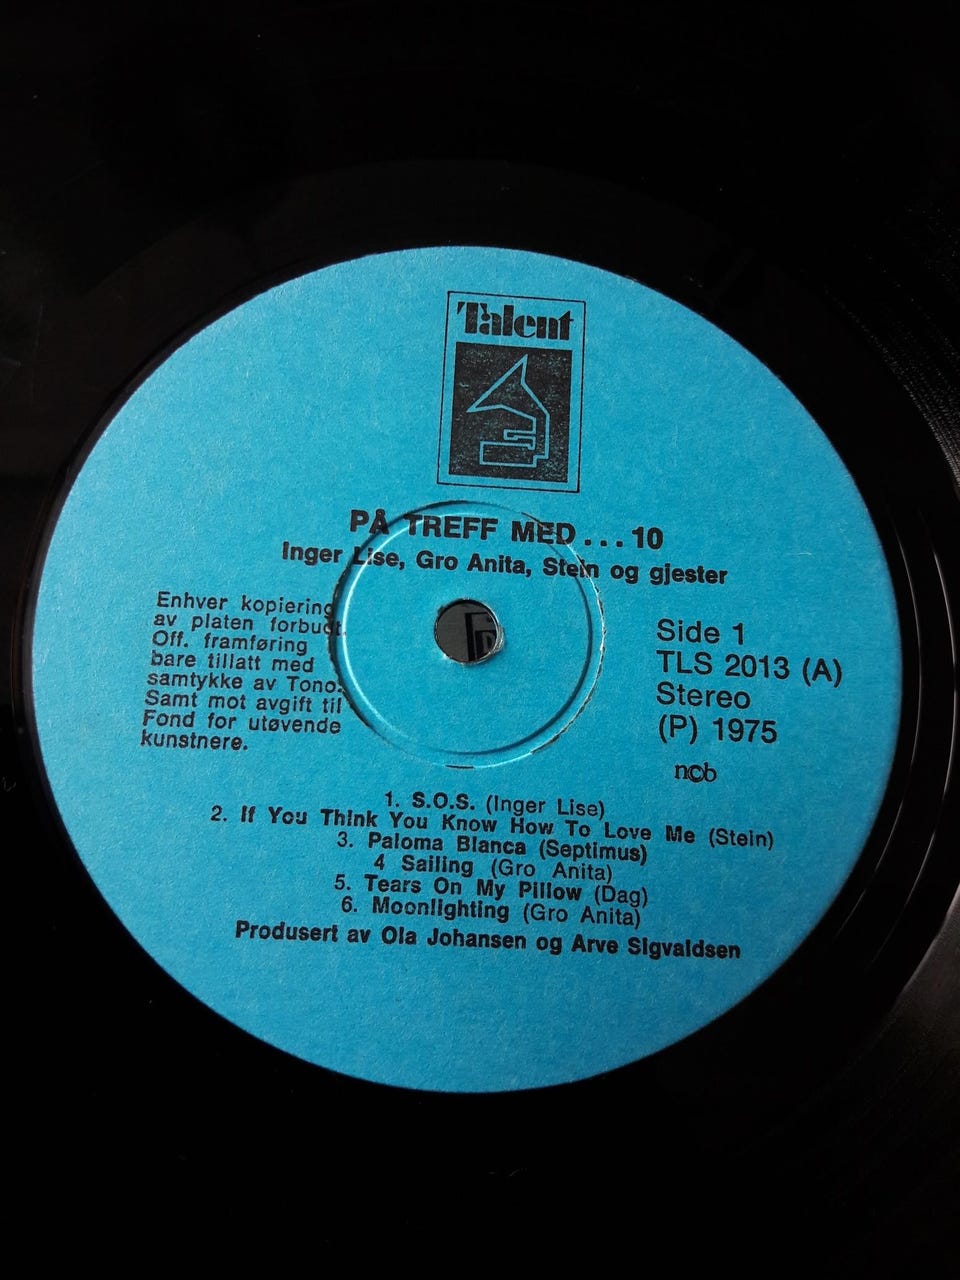 Talent
PÅ TREFF MED...10
Inger Lise, Gro Anita, Stein og gjester
Enhver kopiering
av platen forbudt.
Off. framføring
bare tillatt med
samtykke av Tono.
Samt mot avgift til
Fond for utøvende
kunstnere.
Side 1
TLS 2013 (A)
Stereo
(P) 1975
ncb
1. S.O.S. (Inger Lise)
2. If You Think You Know How To Love Me (Stein)
3. Paloma Blanca (Septimus)
4 Sailing (Gro Anita)
5. Tears On My Pillow (Dag)
6. Moonlighting (Gro Anita)
Produsert av Ola Johansen og Arve Sigvaldsen